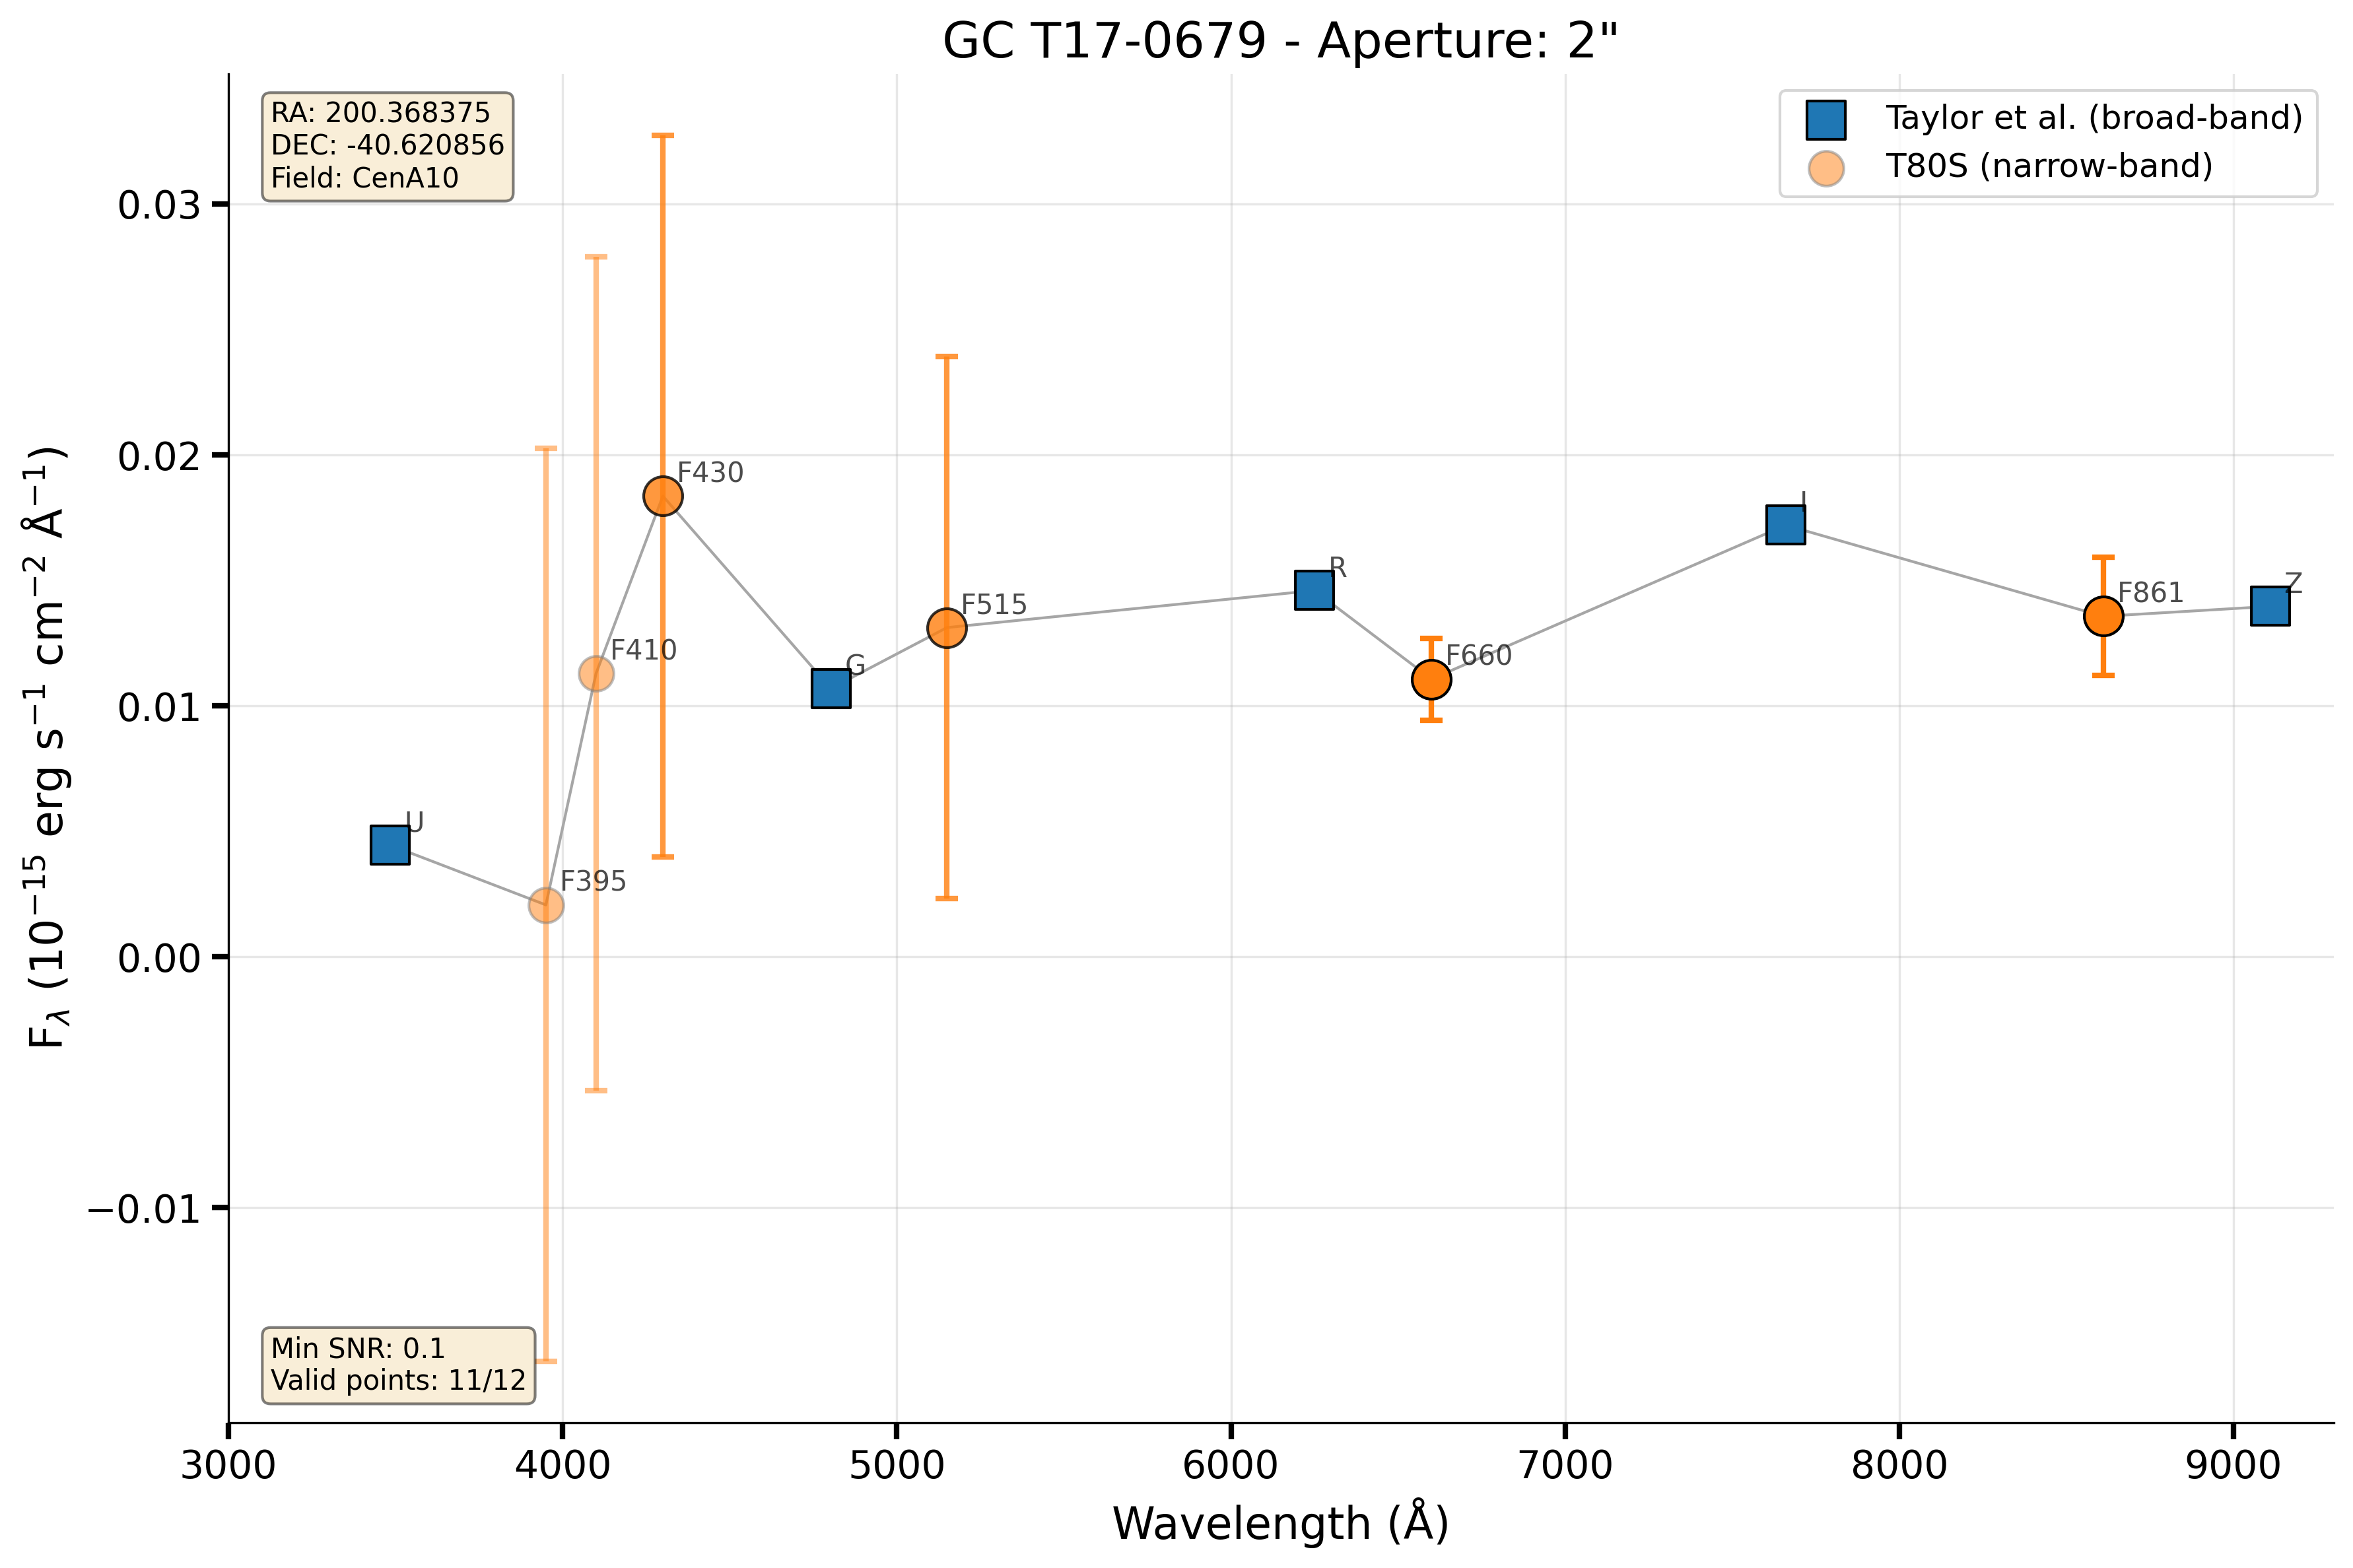 GC T17-0679 - Aperture: 2"
RA: 200.368375
DEC: -40.620856
Field: CenA10
Taylor et al. (broad-band)
T80S (narrow-band)
F_λ (10⁻¹⁵ erg s⁻¹ cm⁻² Å⁻¹)
0.03
0.02
0.01
0.00
−0.01
U
F395
F410
F430
G
F515
R
F660
I
F861
Z
Min SNR: 0.1
Valid points: 11/12
3000 4000 5000 6000 7000 8000 9000
Wavelength (Å)